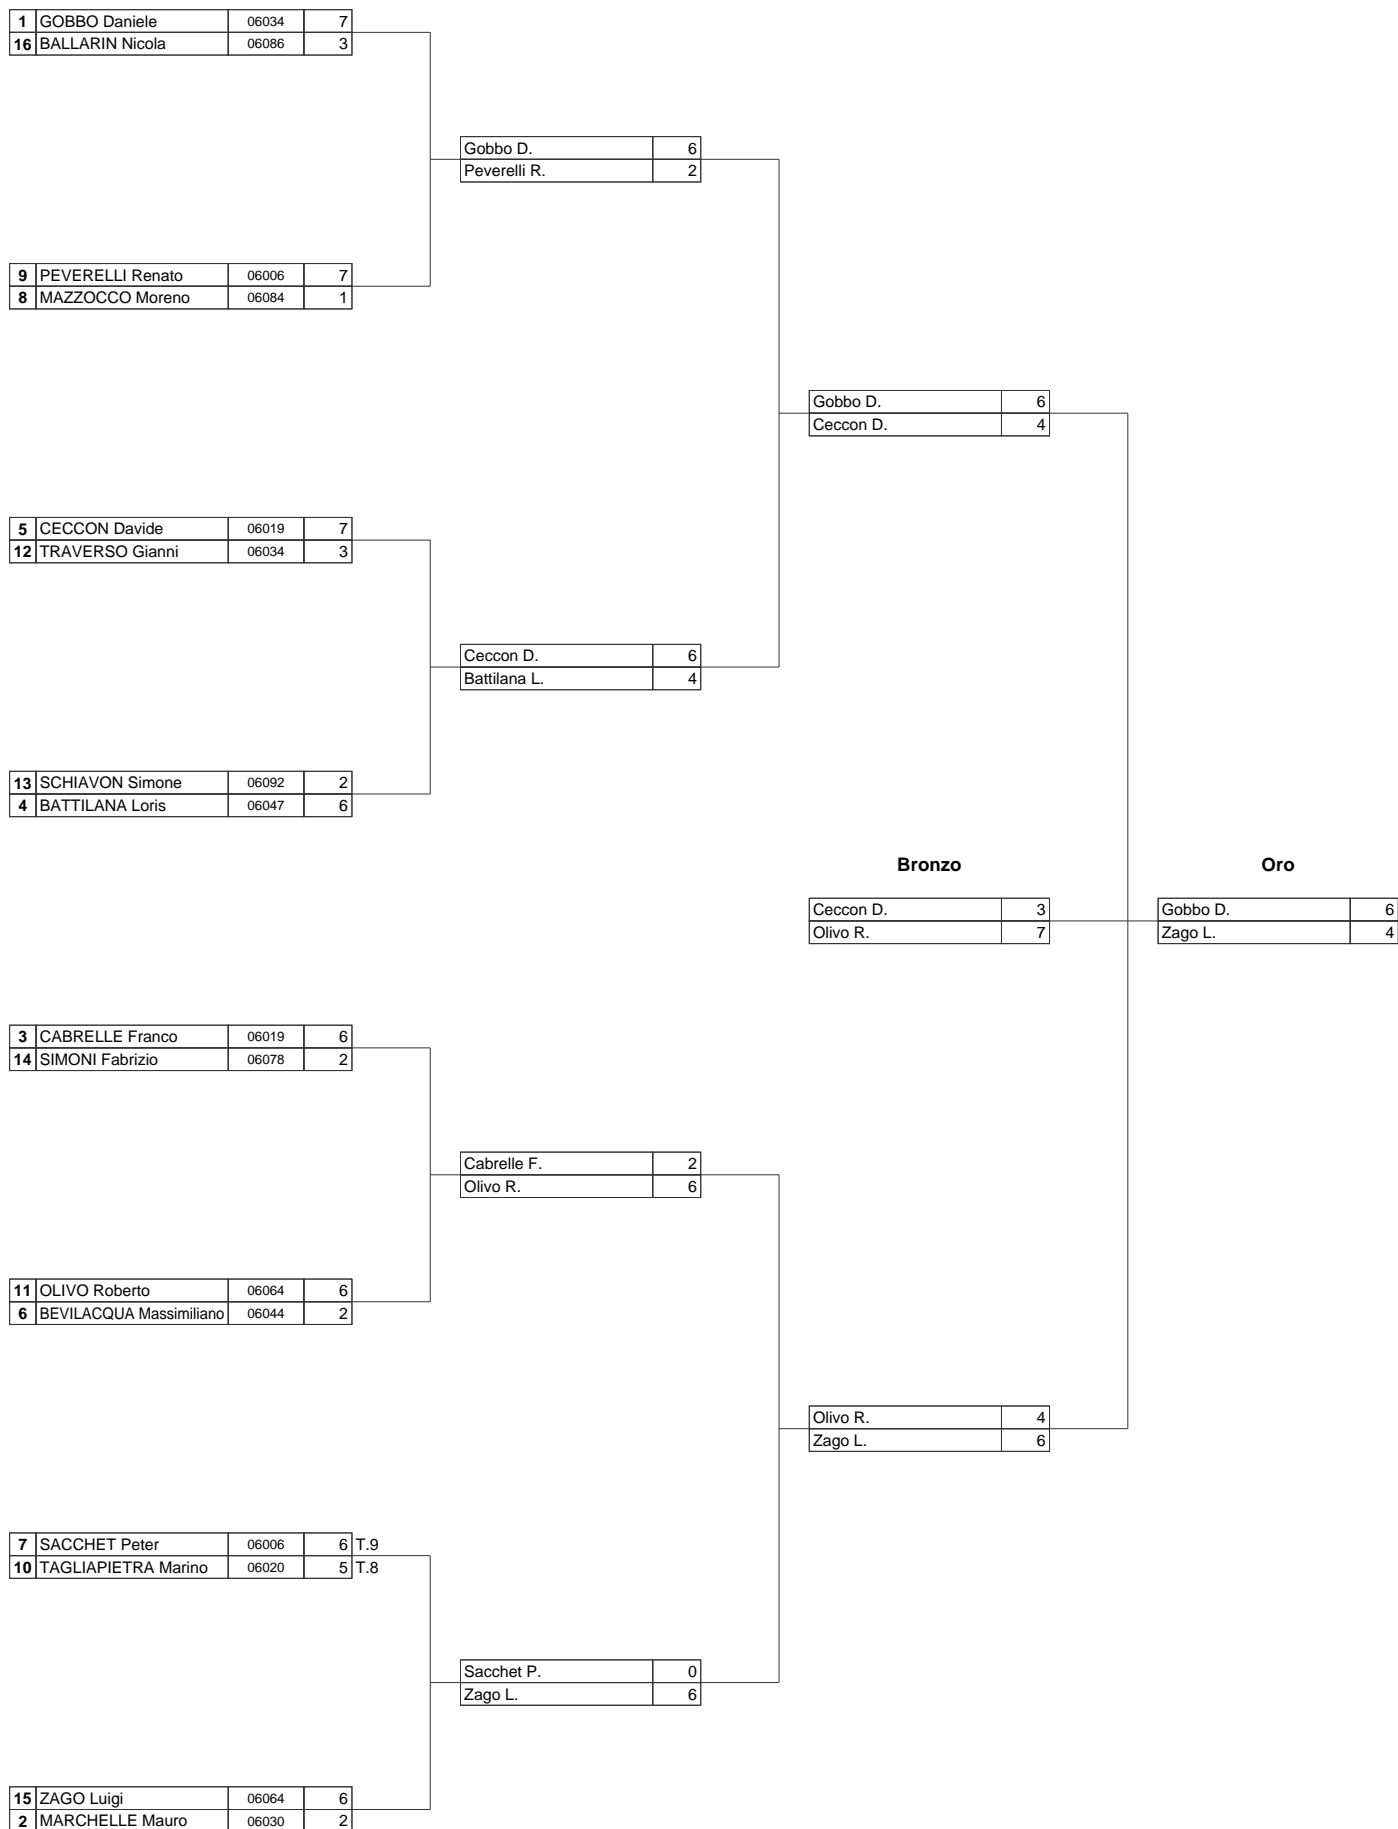 1 GOBBO Daniele 06034 7
16 BALLARIN Nicola 06086 3
Gobbo D. 6
Peverelli R. 2
9 PEVERELLI Renato 06006 7
8 MAZZOCCO Moreno 06084 1
Gobbo D. 6
Ceccon D. 4
5 CECCON Davide 06019 7
12 TRAVERSO Gianni 06034 3
Ceccon D. 6
Battilana L. 4
13 SCHIAVON Simone 06092 2
4 BATTILANA Loris 06047 6
Bronzo Oro
Ceccon D. 3 Gobbo D. 6
Olivo R. 7 Zago L. 4
3 CABRELLE Franco 06019 6
14 SIMONI Fabrizio 06078 2
Cabrelle F. 2
Olivo R. 6
11 OLIVO Roberto 06064 6
6 BEVILACQUA Massimiliano 06044 2
Olivo R. 4
Zago L. 6
7 SACCHET Peter 06006 6 T.9
10 TAGLIAPIETRA Marino 06020 5 T.8
Sacchet P. 0
Zago L. 6
15 ZAGO Luigi 06064 6
2 MARCHELLE Mauro 06030 2